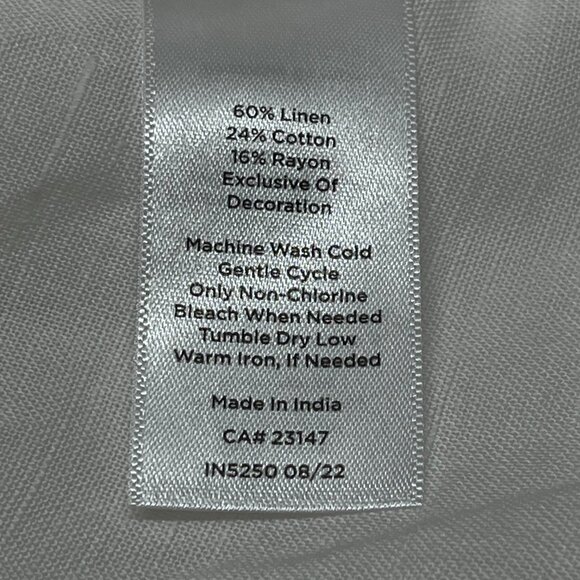 60% Linen
24% Cotton
16% Rayon
Exclusive Of
Decoration
Machine Wash Cold
Gentle Cycle
Only Non-Chlorine
Bleach When Needed
Tumble Dry Low
Warm Iron, If Needed
Made In India
CA# 23147
IN5250 08/22